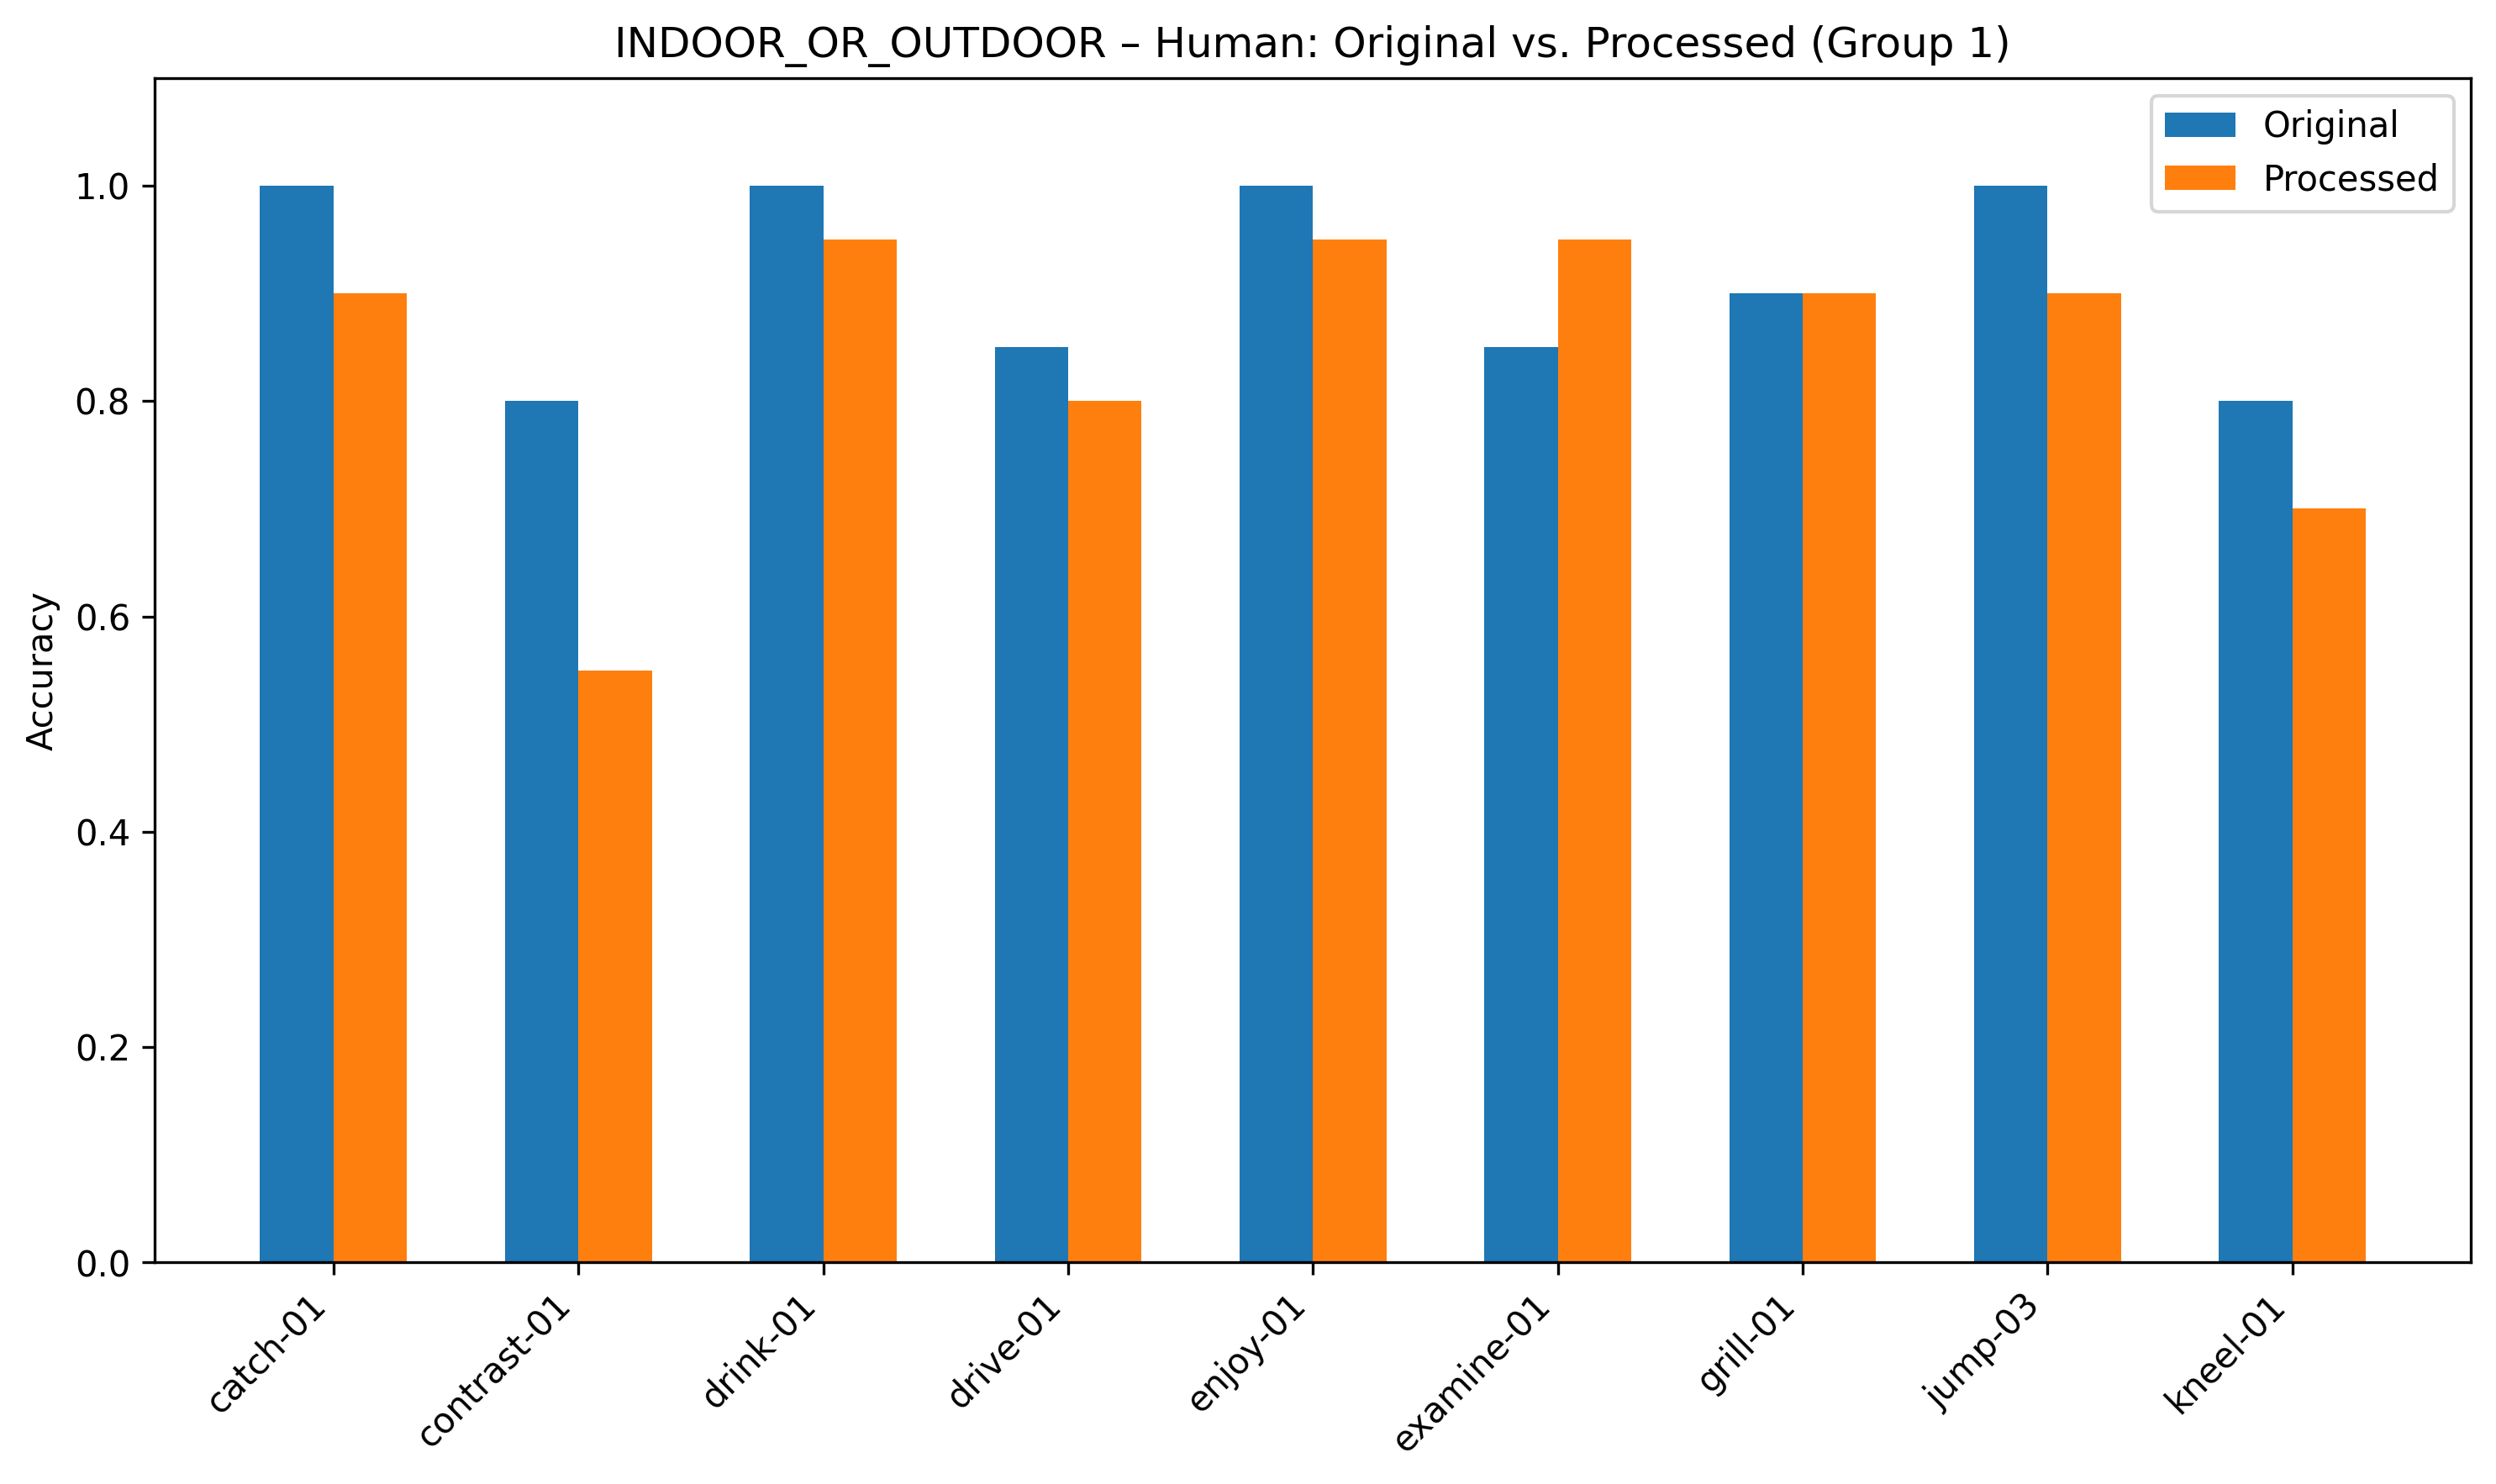 INDOOR_OR_OUTDOOR – Human: Original vs. Processed (Group 1)
Original
Processed
Accuracy
1.0
0.8
0.6
0.4
0.2
0.0
catch-01
contrast-01
drink-01
drive-01
enjoy-01
examine-01
grill-01
jump-03
kneel-01